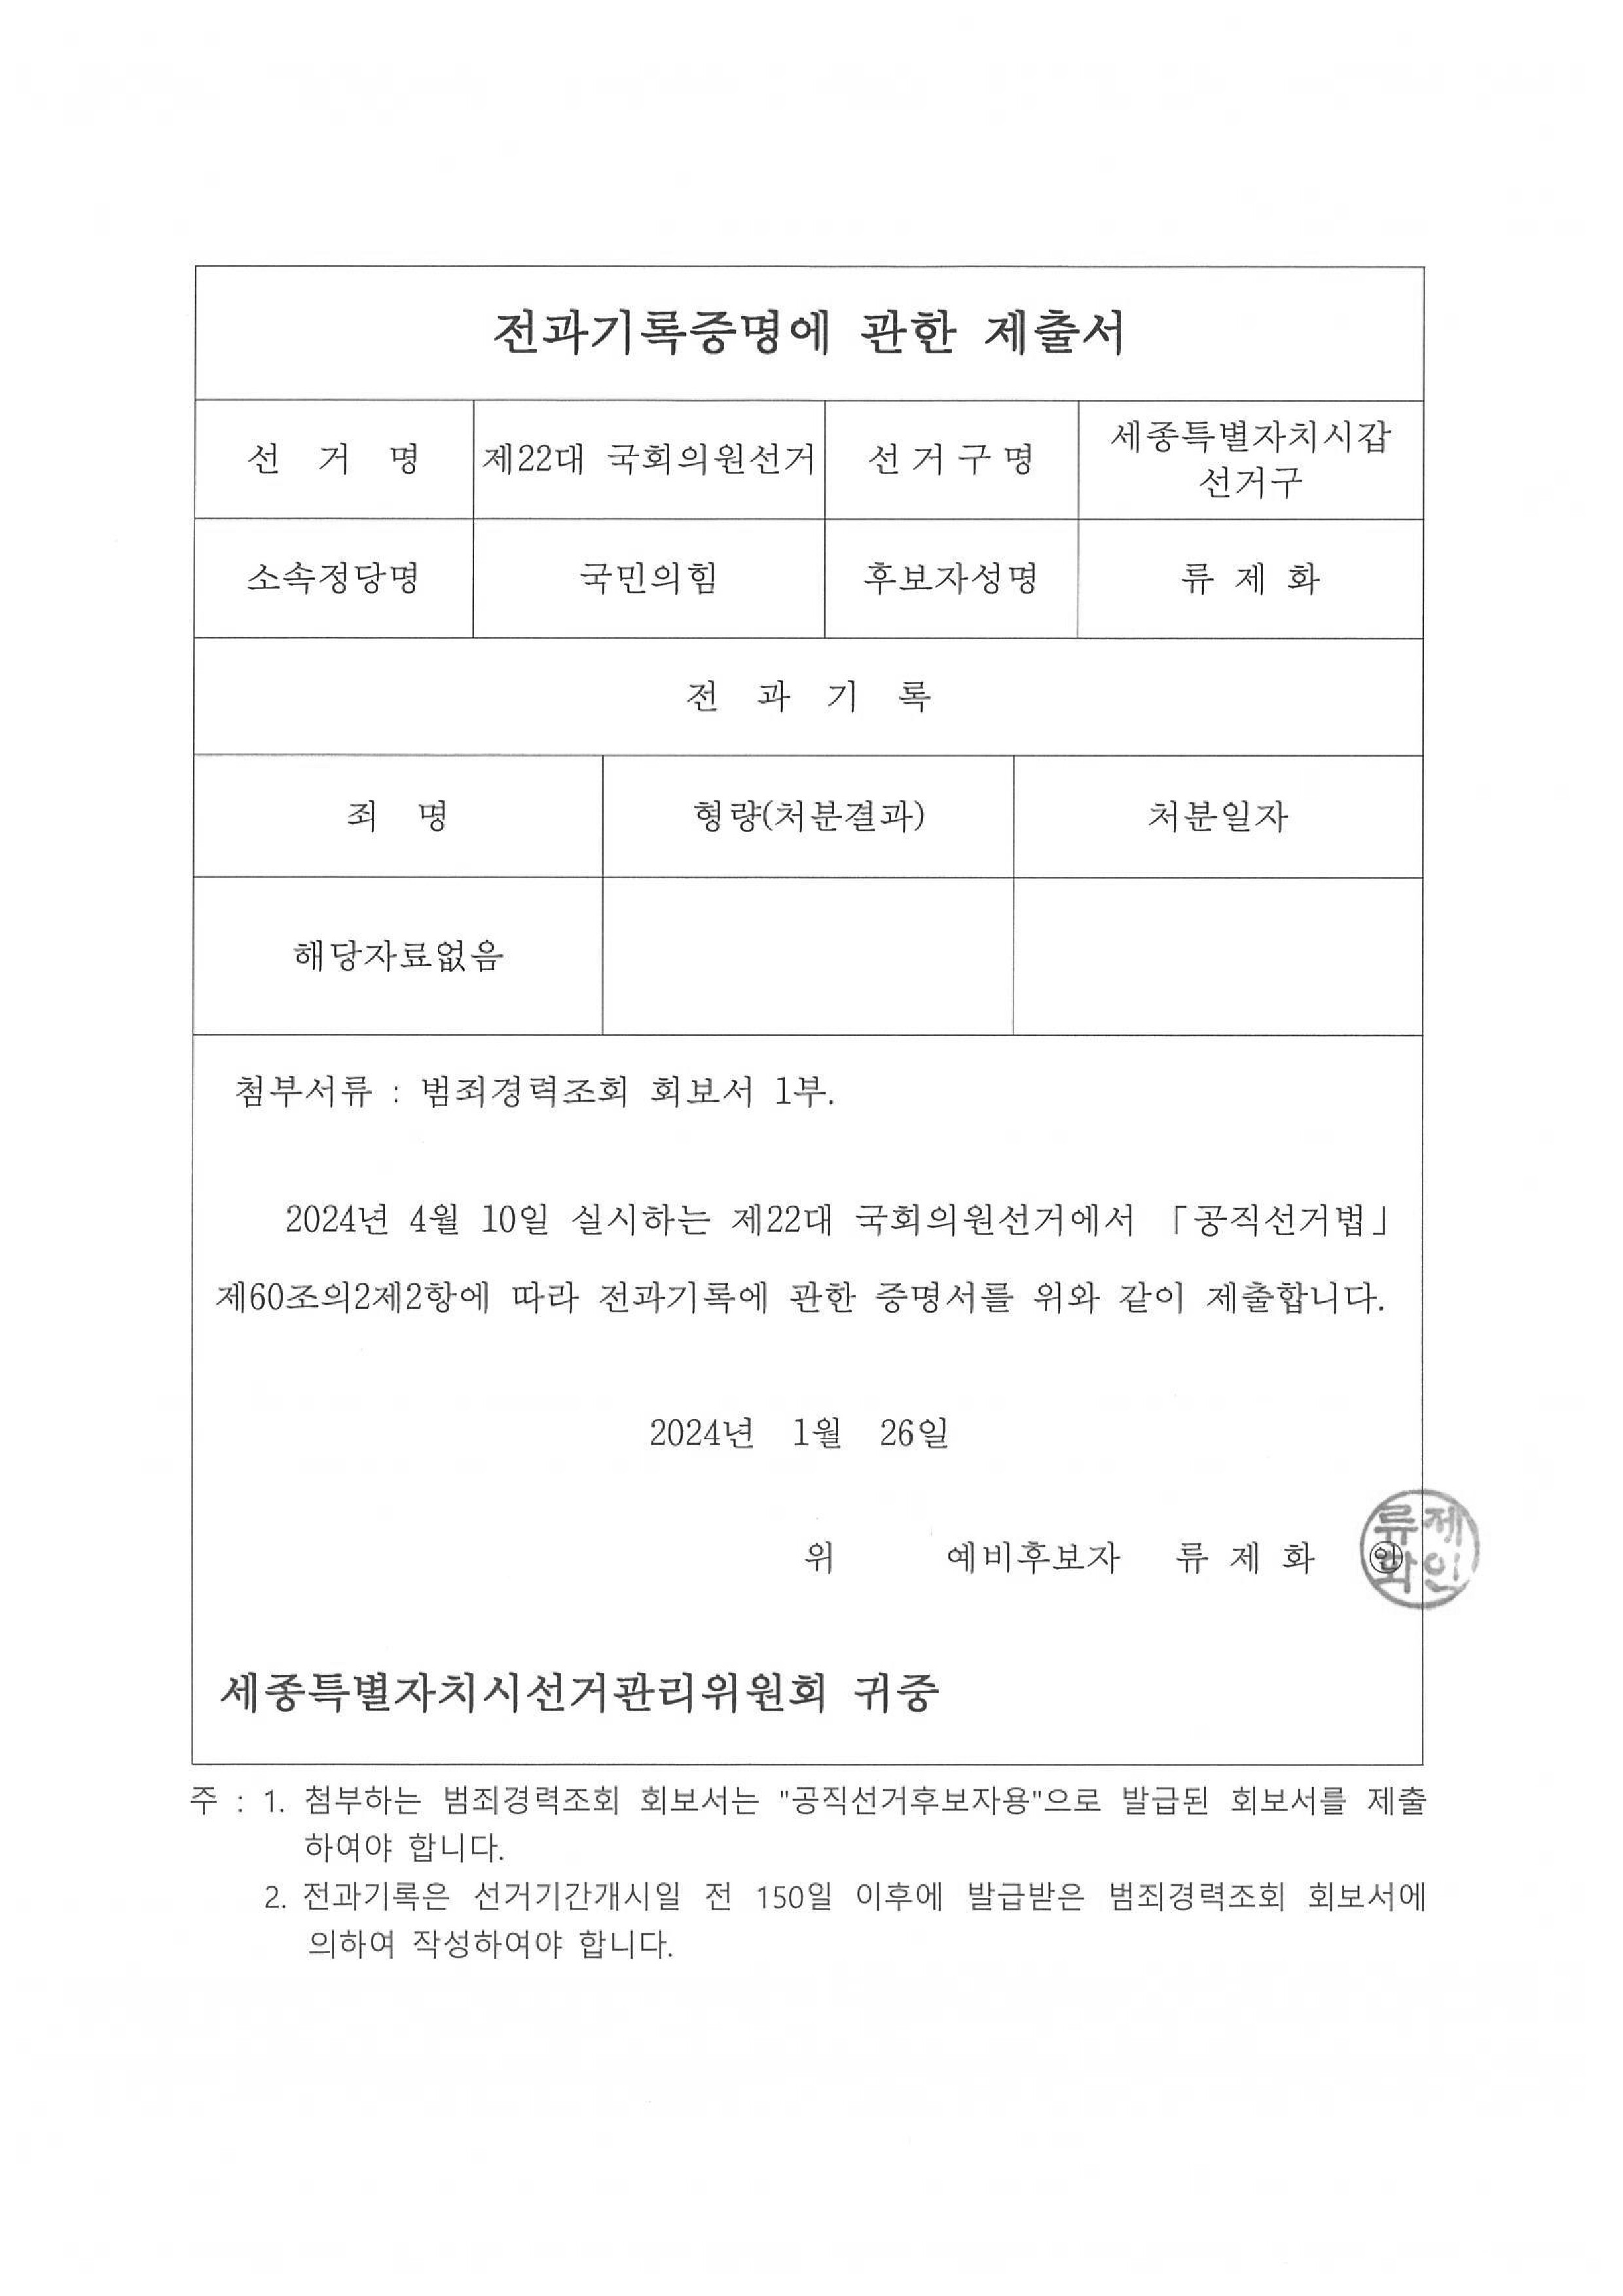 전과기록증명에 관한 제출서
선 거 명 제22대 국회의원선거 선 거 구 명 세종특별자치시갑
선거구
소속정당명 국민의힘 후보자성명 류 제 화
전 과 기 록
죄 명 형량(처분결과) 처분일자
해당자료없음
첨부서류 : 범죄경력조회 회보서 1부.
2024년 4월 10일 실시하는 제22대 국회의원선거에서 「공직선거법」
제60조의2제2항에 따라 전과기록에 관한 증명서를 위와 같이 제출합니다.
2024년 1월 26일
위 예비후보자 류 제 화 ㊞
류제
화인
세종특별자치시선거관리위원회 귀중
주 : 1. 첨부하는 범죄경력조회 회보서는 "공직선거후보자용"으로 발급된 회보서를 제출
하여야 합니다.
2. 전과기록은 선거기간개시일 전 150일 이후에 발급받은 범죄경력조회 회보서에
의하여 작성하여야 합니다.